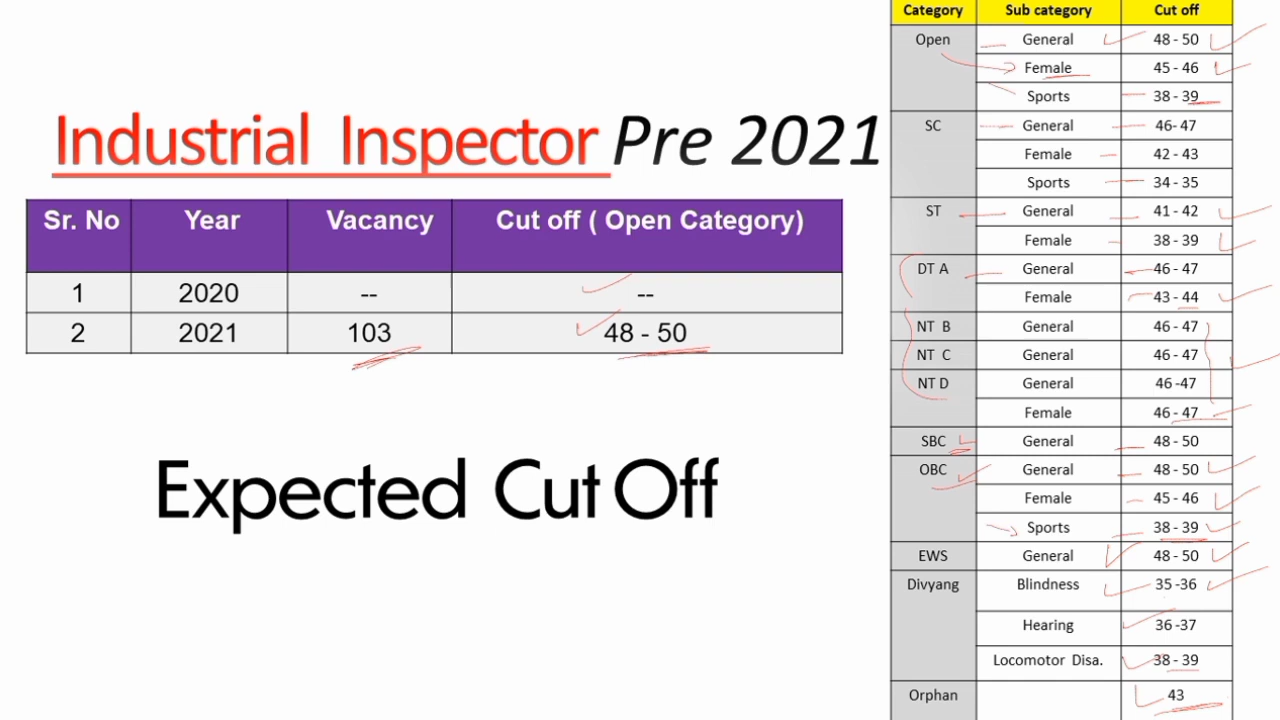 Industrial Inspector Pre 2021
Sr. No Year Vacancy Cut off ( Open Category)
1 2020 -- --
2 2021 103 48 - 50
Expected Cut Off
Category Sub category Cut off
Open General 48 - 50
Female 45 - 46
Sports 38 - 39
SC General 46- 47
Female 42 - 43
Sports 34 - 35
ST General 41 - 42
Female 38 - 39
DT A General 46 - 47
Female 43 - 44
NT B General 46 - 47
NT C General 46 - 47
NT D General 46 -47
Female 46 - 47
SBC General 48 - 50
OBC General 48 - 50
Female 45 - 46
Sports 38 - 39
EWS General 48 - 50
Divyang Blindness 35 -36
Hearing 36 -37
Locomotor Disa. 38 - 39
Orphan 43